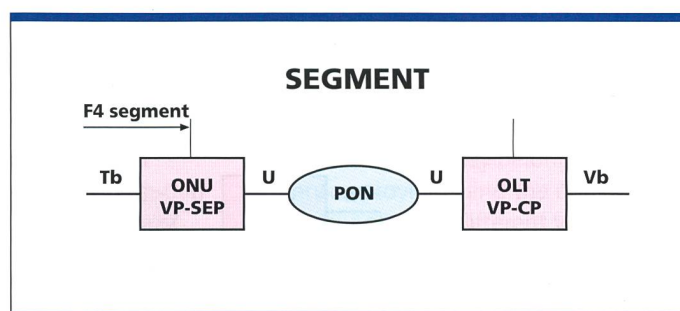 SEGMENT
F4 segment
Tb ONU VP-SEP U PON U OLT VP-CP Vb